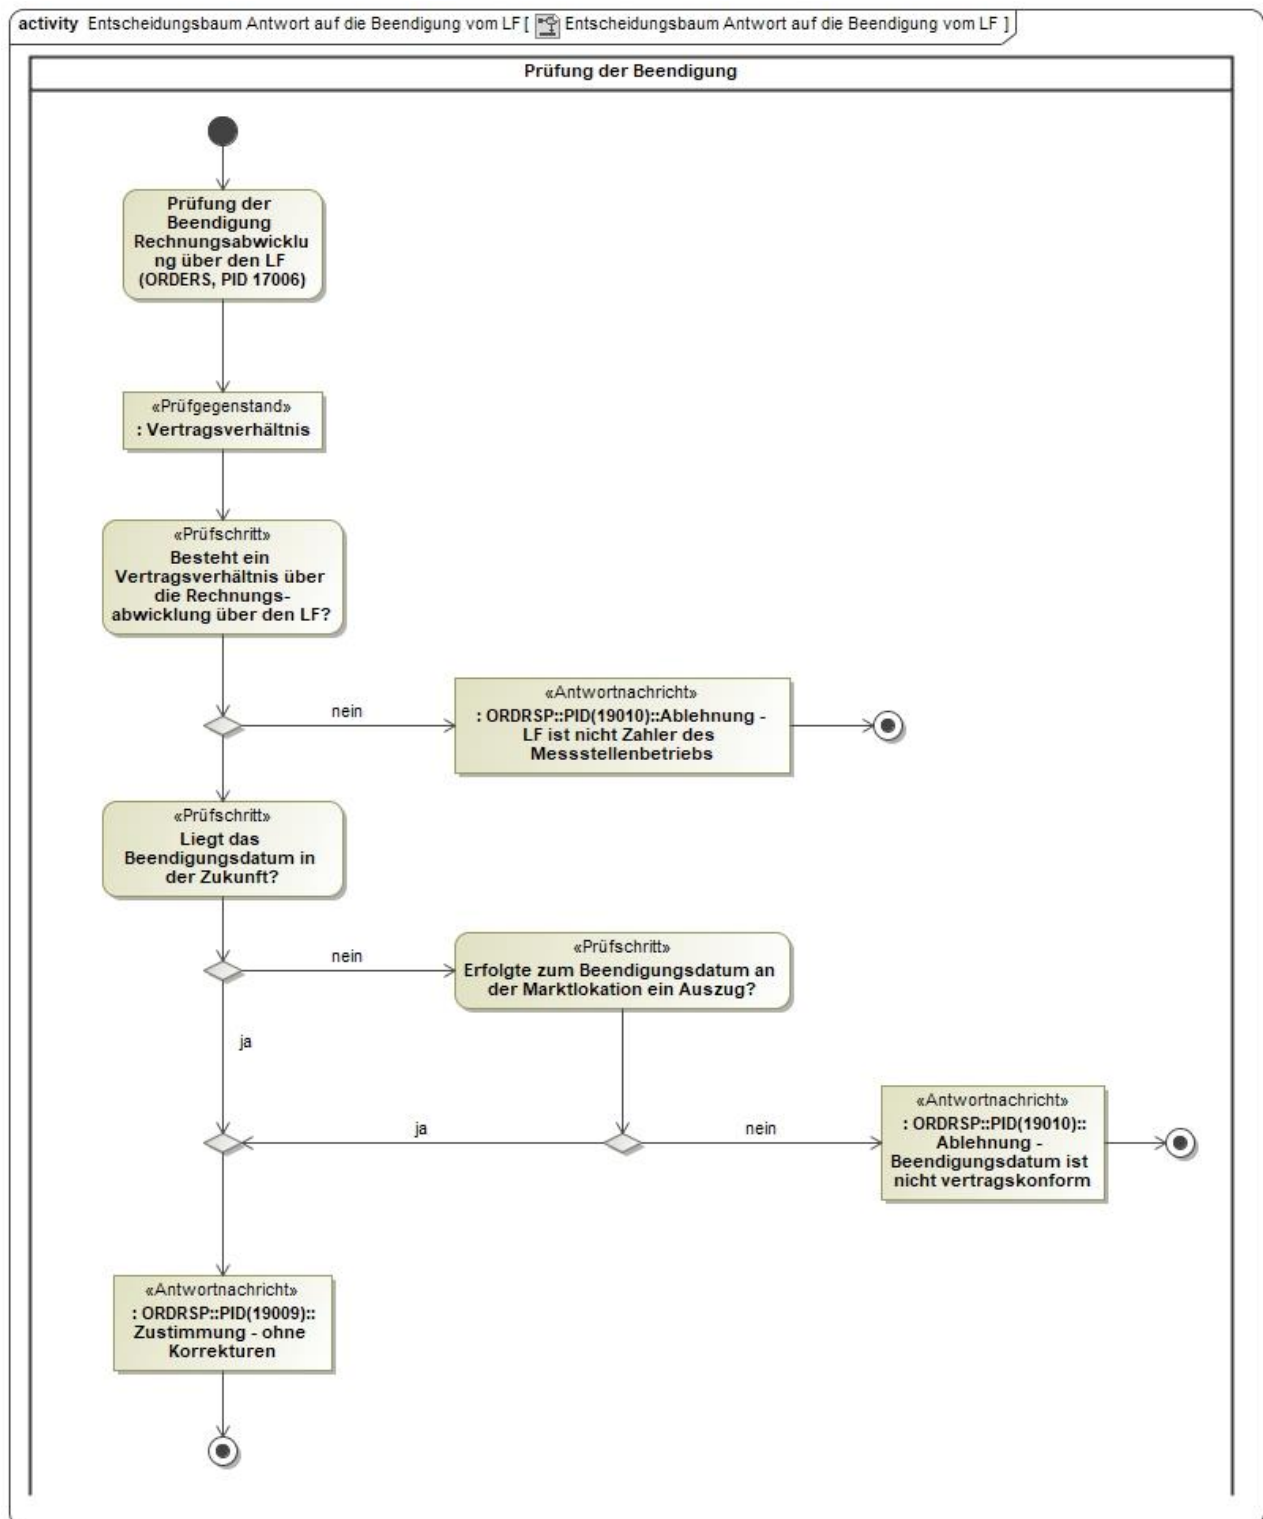 activity Entscheidungsbaum Antwort auf die Beendigung vom LF [ Entscheidungsbaum Antwort auf die Beendigung vom LF ]
Prüfung der Beendigung
Prüfung der
Beendigung
Rechnungsabwicklu
ng über den LF
(ORDERS, PID 17006)
«Prüfgegenstand»
: Vertragsverhältnis
«Prüfschritt»
Besteht ein
Vertragsverhältnis über
die Rechnungs-
abwicklung über den LF?
nein
«Antwortnachricht»
: ORDRSP::PID(19010)::Ablehnung -
LF ist nicht Zahler des
Messstellenbetriebs
«Prüfschritt»
Liegt das
Beendigungsdatum in
der Zukunft?
nein
«Prüfschritt»
Erfolgte zum Beendigungsdatum an
der Marktlokation ein Auszug?
ja
ja
nein
«Antwortnachricht»
: ORDRSP::PID(19010)::
Ablehnung -
Beendigungsdatum ist
nicht vertragskonform
«Antwortnachricht»
: ORDRSP::PID(19009)::
Zustimmung - ohne
Korrekturen